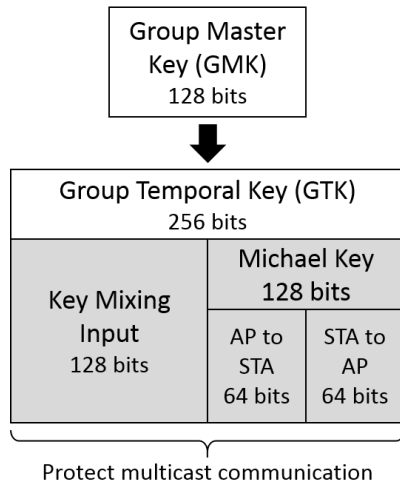 Group Master
Key (GMK)
128 bits
Group Temporal Key (GTK)
256 bits
Key Mixing
Input
128 bits
Michael Key
128 bits
AP to
STA
64 bits
STA to
AP
64 bits
Protect multicast communication